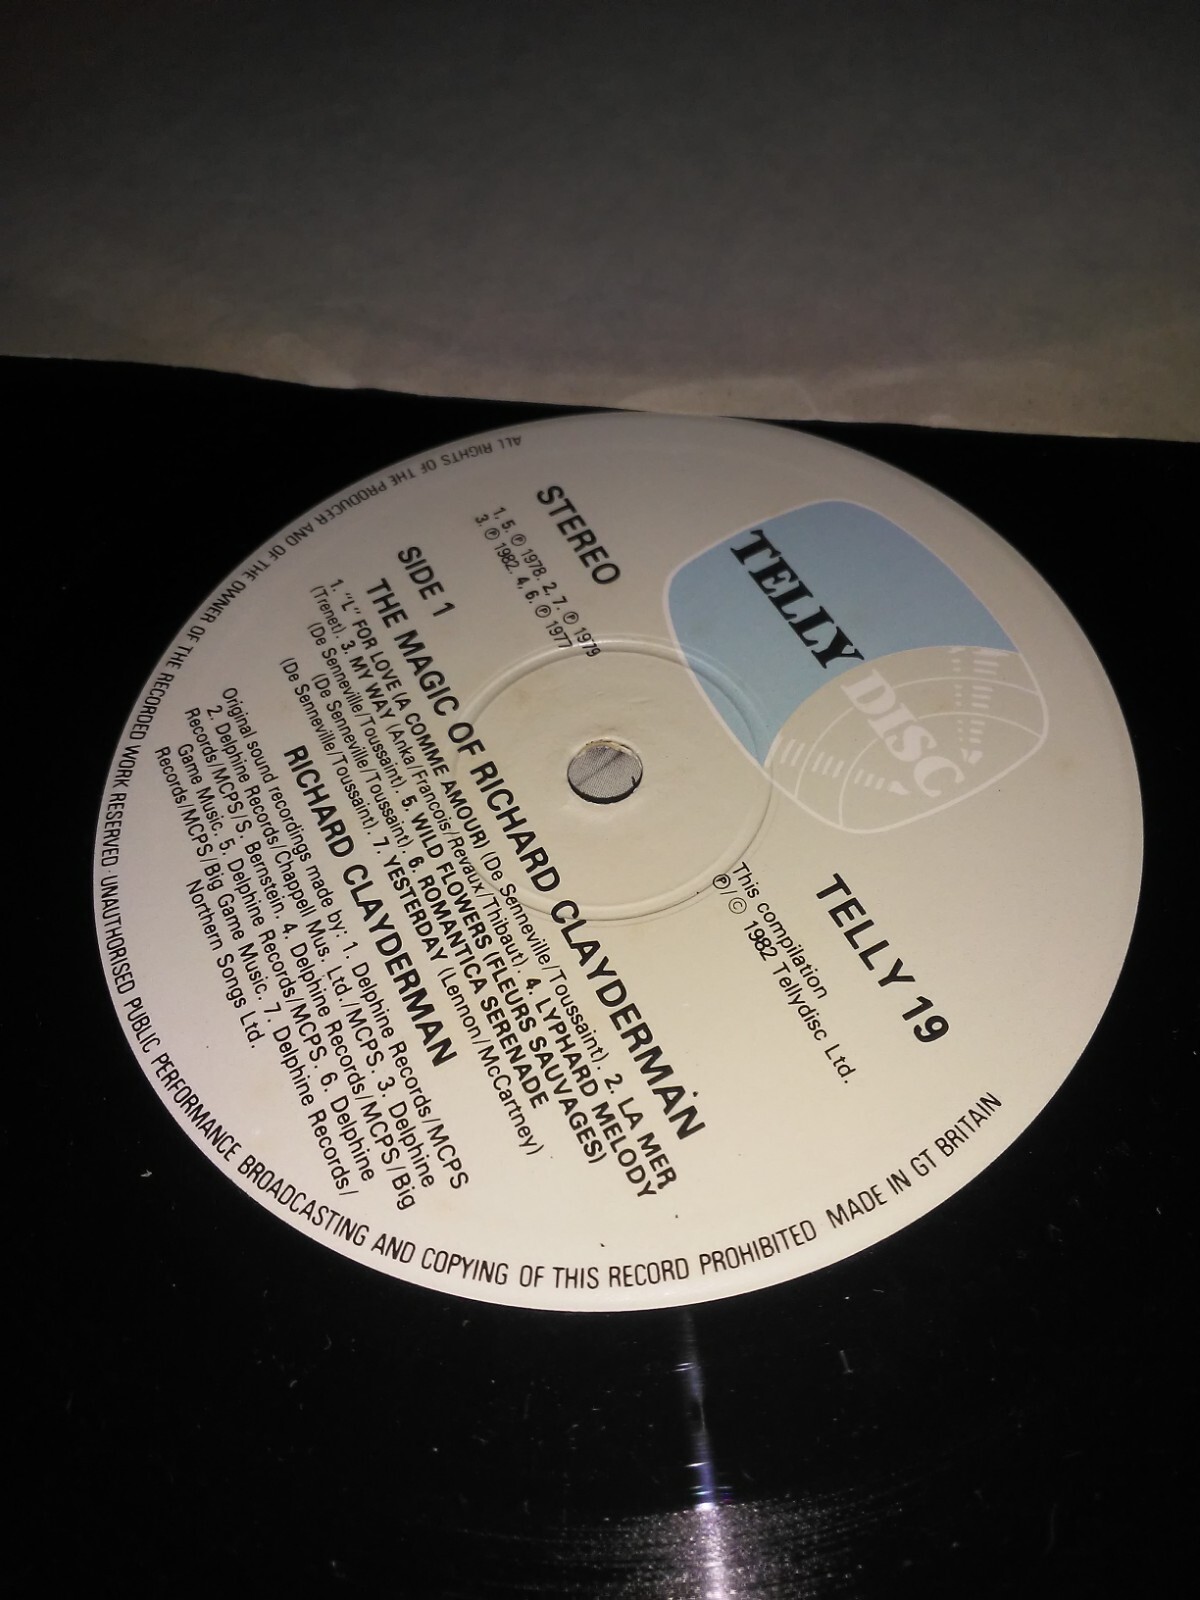 TELLY
DISC
STEREO
1, 5. ℗ 1978. 2, 7. ℗ 1979
3. ℗ 1982. 4, 6. ℗ 1977
TELLY 19
This compilation
℗/© 1982 Tellydisc Ltd.
SIDE 1
THE MAGIC OF RICHARD CLAYDERMAN
1. "L" FOR LOVE (A COMME AMOUR) (De Senneville/Toussaint). 2. LA MER
(Trenet). 3. MY WAY (Anka/Francois/Revaux/Thibaut). 4. LYPHARD MELODY
(De Senneville/Toussaint). 5. WILD FLOWERS (FLEURS SAUVAGES)
(De Senneville/Toussaint) 6. ROMANTICA SERENADE
(De Senneville/Toussaint). 7. YESTERDAY (Lennon/McCartney)
RICHARD CLAYDERMAN
Original sound recordings made by: 1. Delphine Records/MCPS
2. Delphine Records/Chappell Mus. Ltd./MCPS. 3. Delphine
Records/MCPS/S. Bernstein. 4. Delphine Records/MCPS/Big
Game Music. 5. Delphine Records/MCPS. 6. Delphine
Records/MCPS/Big Game Music. 7. Delphine Records/
Northern Songs Ltd.
ALL RIGHTS OF THE PRODUCER AND OF THE OWNER OF THE RECORDED WORK RESERVED · UNAUTHORISED PUBLIC PERFORMANCE BROADCASTING AND COPYING OF THIS RECORD PROHIBITED MADE IN GT BRITAIN